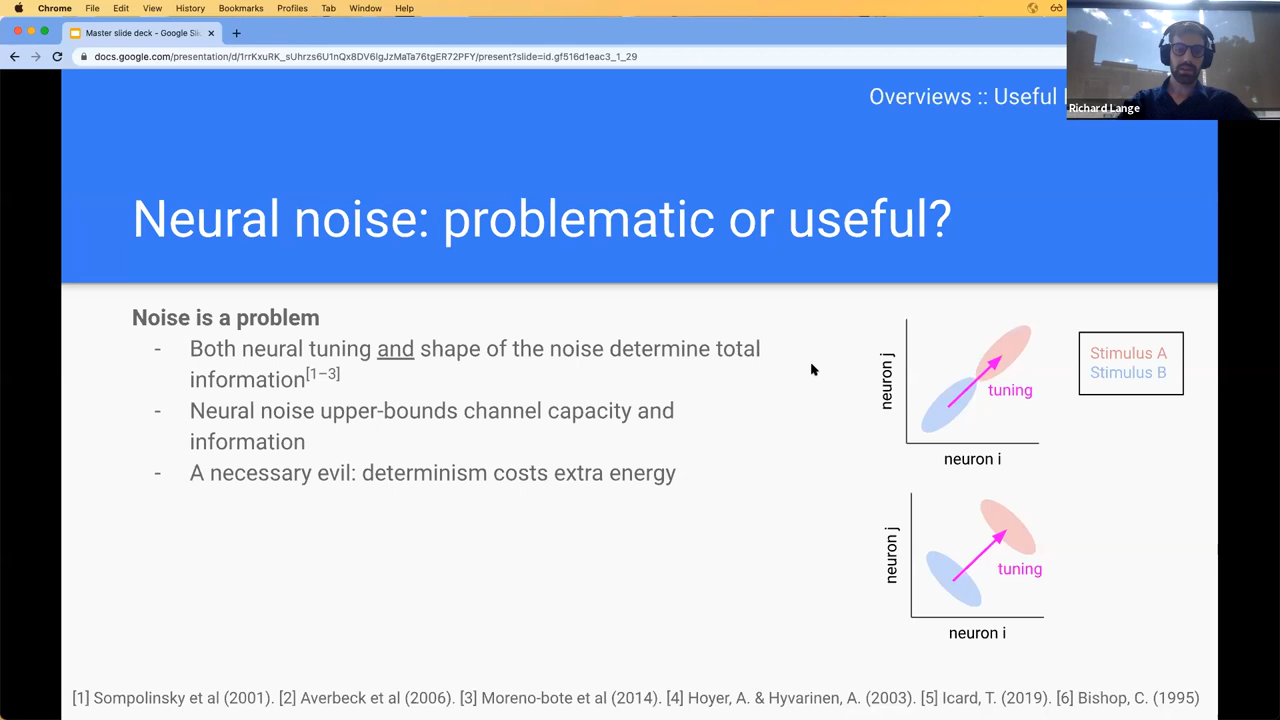 Chrome File Edit View History Bookmarks Profiles Tab Window Help
Master slide deck - Google Sli
docs.google.com/presentation/d/1rrKxuRK_sUhrzs6U1nQx8DV6lgJzMaTa76tgER72PFY/present?slide=id.gf516d1eac3_1_29
Overviews :: Useful
Richard Lange
Neural noise: problematic or useful?
Noise is a problem
- Both neural tuning and shape of the noise determine total
information[1–3]
- Neural noise upper-bounds channel capacity and
information
- A necessary evil: determinism costs extra energy
neuron j
tuning
neuron i
Stimulus A
Stimulus B
neuron j
tuning
neuron i
[1] Sompolinsky et al (2001). [2] Averbeck et al (2006). [3] Moreno-bote et al (2014). [4] Hoyer, A. & Hyvarinen, A. (2003). [5] Icard, T. (2019). [6] Bishop, C. (1995)